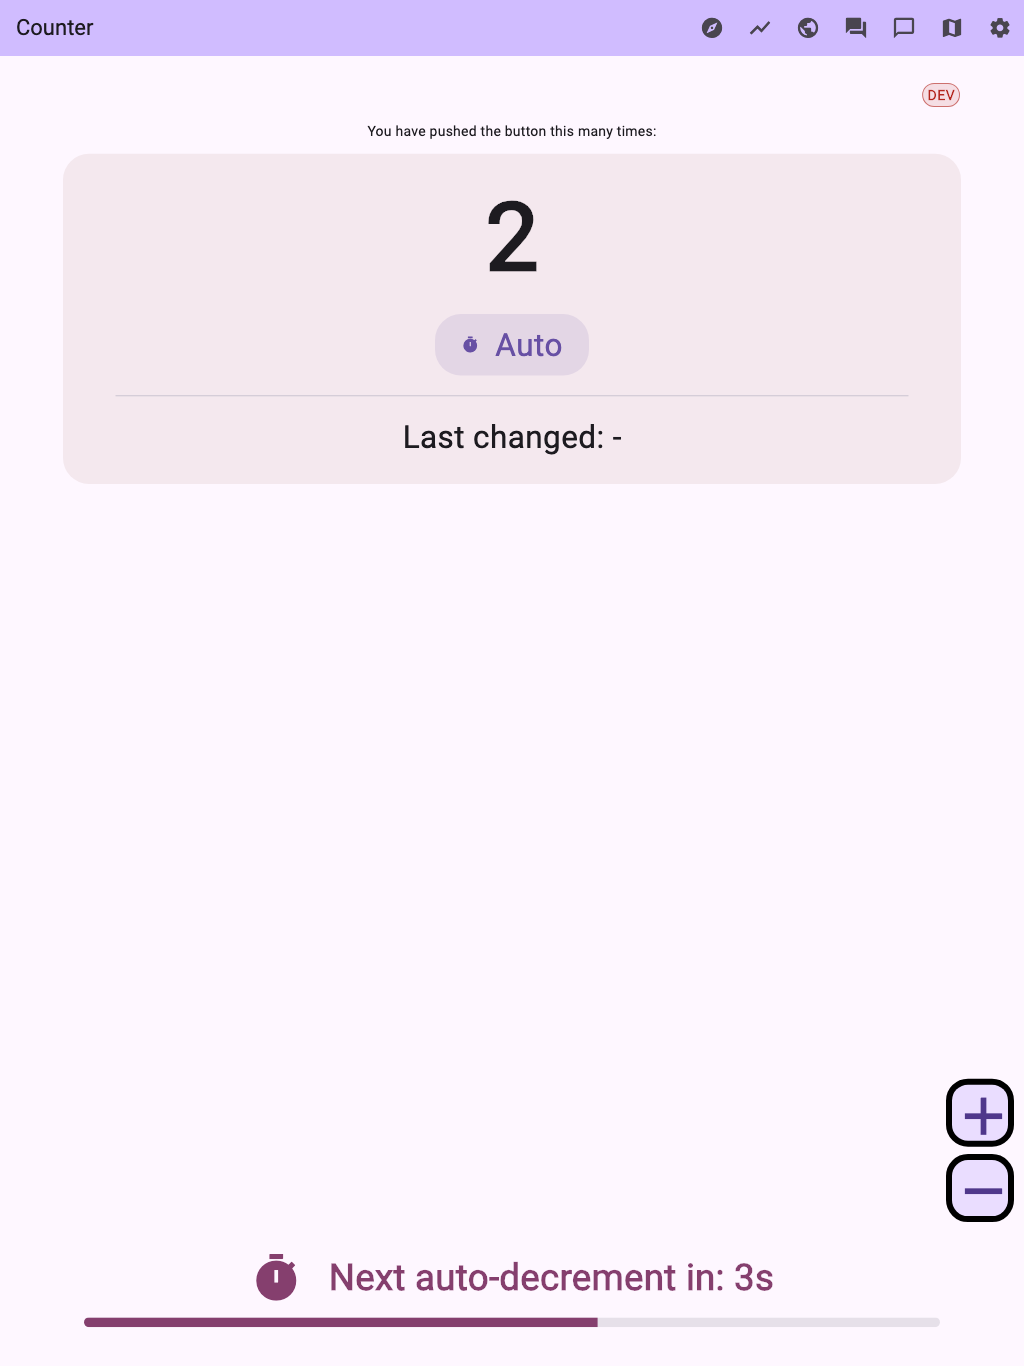 Counter
DEV
You have pushed the button this many times:
2
Auto
Last changed: -
Next auto-decrement in: 3s